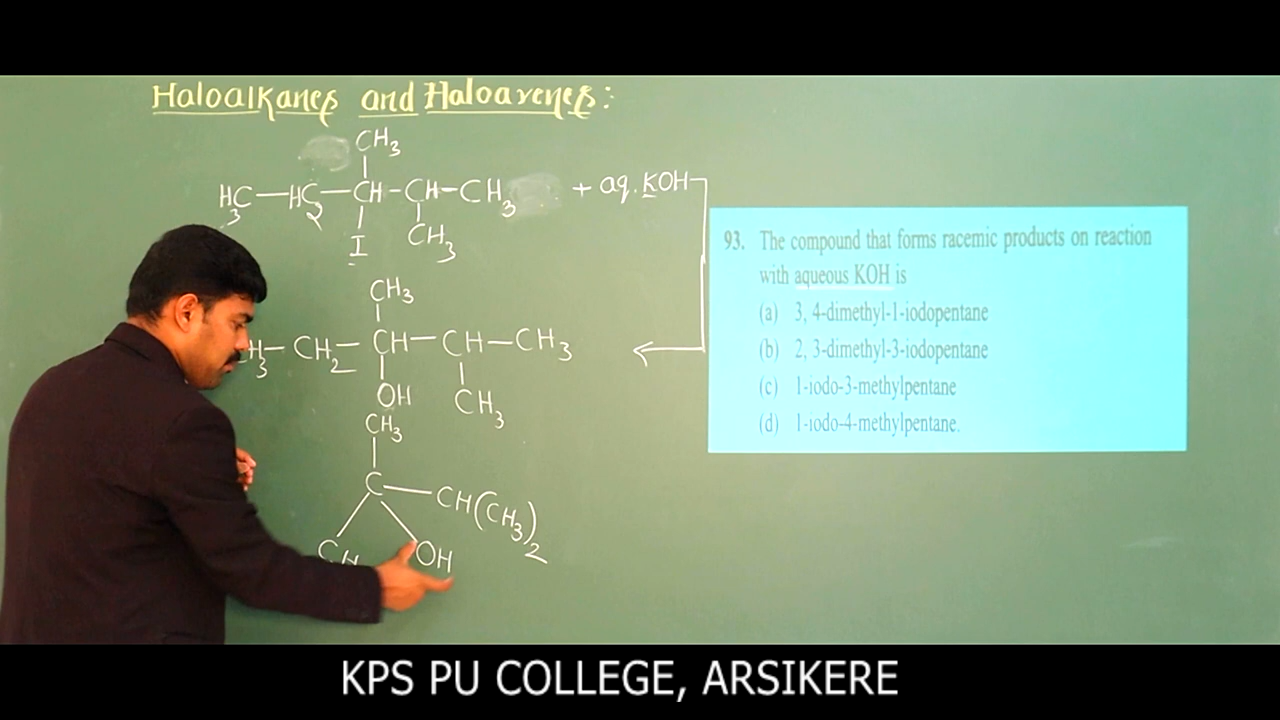 Haloalkanes and Haloarenes:
CH3
H3C—H2C—CH-CH-CH3 + aq. KOH
I CH3
CH3
H3—CH2—CH—CH—CH3
OH CH3
CH3
C—CH(CH3)2
CH OH
93. The compound that forms racemic products on reaction
with aqueous KOH is
(a) 3, 4-dimethyl-1-iodopentane
(b) 2, 3-dimethyl-3-iodopentane
(c) 1-iodo-3-methylpentane
(d) 1-iodo-4-methylpentane.
KPS PU COLLEGE, ARSIKERE